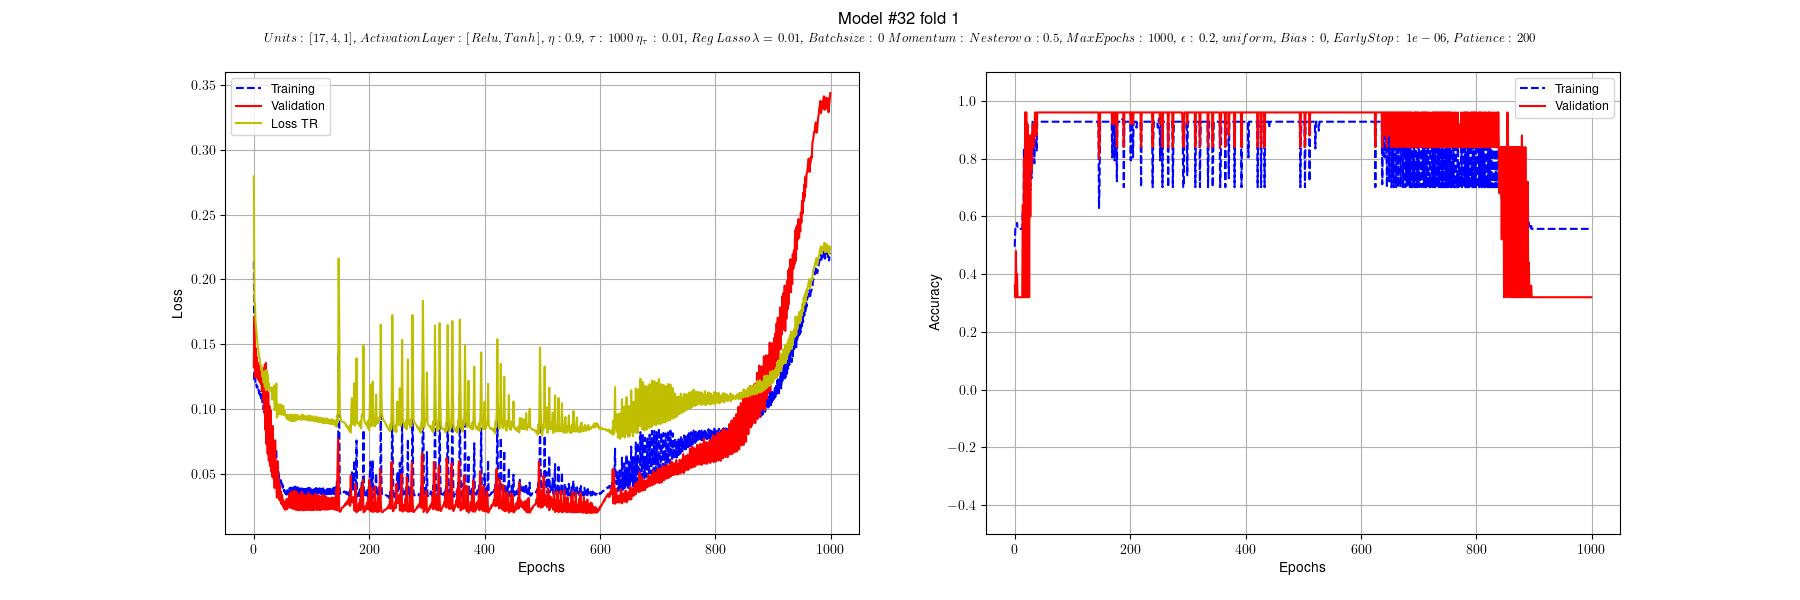 Model #32 fold 1
Units : [17, 4, 1], ActivationLayer : [Relu, Tanh], η : 0.9, τ : 1000 ητ : 0.01, Reg Lasso λ = 0.01, Batchsize : 0 Momentum : Nesterov α : 0.5, MaxEpochs : 1000, ϵ : 0.2, uniform, Bias : 0, EarlyStop : 1e − 06, Patience : 200
Training
Validation
Loss TR
0.35
0.30
0.25
0.20
0.15
0.10
0.05
Loss
0 200 400 600 800 1000
Epochs
Training
Validation
1.0
0.8
0.6
0.4
0.2
0.0
−0.2
−0.4
Accuracy
0 200 400 600 800 1000
Epochs